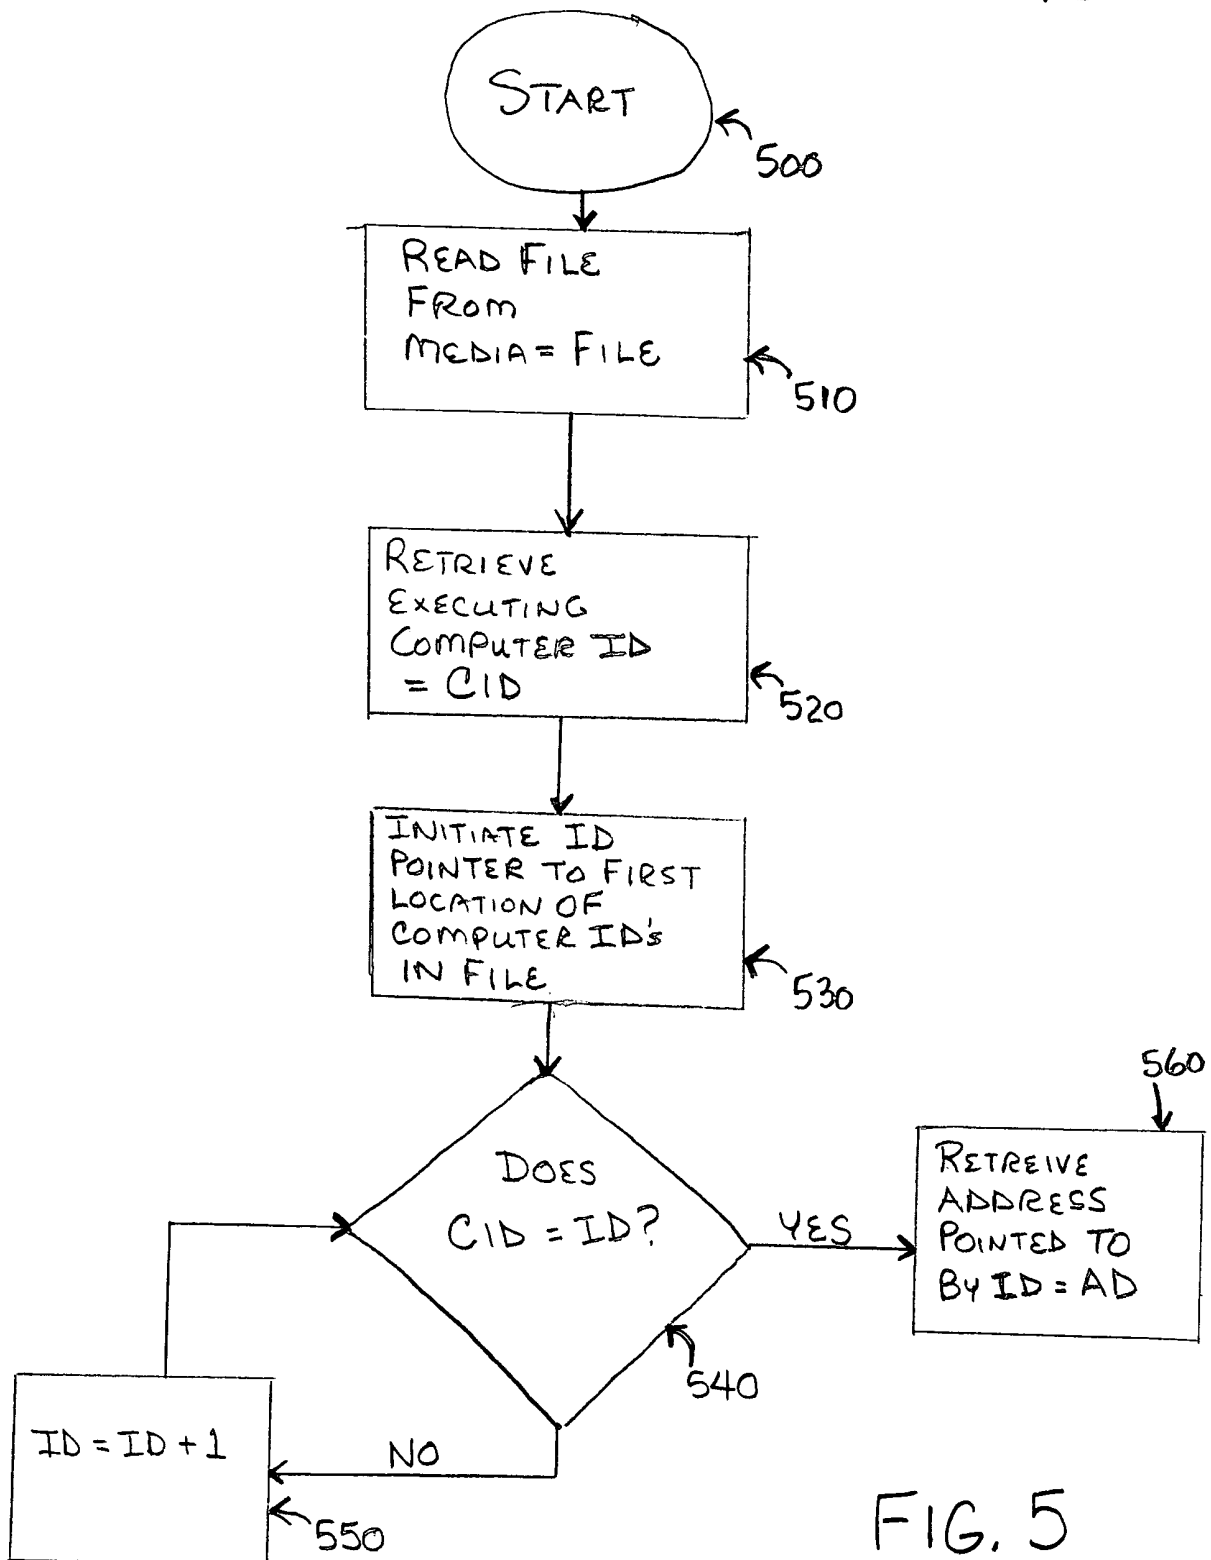 START
500
READ FILE
FROM
MEDIA = FILE
510
RETRIEVE
EXECUTING
COMPUTER ID
= CID
520
INITIATE ID
POINTER TO FIRST
LOCATION OF
COMPUTER ID's
IN FILE
530
DOES
CID = ID?
540
YES
560
RETREIVE
ADDRESS
POINTED TO
BY ID = AD
NO
ID = ID + 1
550
FIG. 5